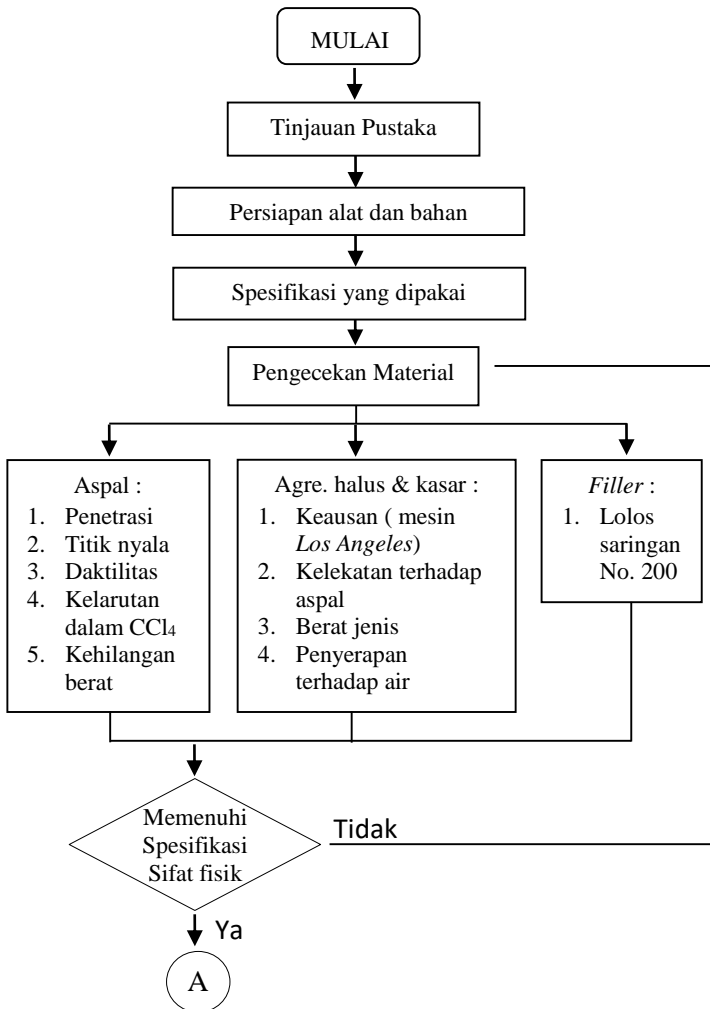 MULAI
Tinjauan Pustaka
Persiapan alat dan bahan
Spesifikasi yang dipakai
Pengecekan Material
Aspal :
1. Penetrasi
2. Titik nyala
3. Daktilitas
4. Kelarutan
dalam CCl₄
5. Kehilangan
berat
Agre. halus & kasar :
1. Keausan ( mesin
Los Angeles)
2. Kelekatan terhadap
aspal
3. Berat jenis
4. Penyerapan
terhadap air
Filler :
1. Lolos
saringan
No. 200
Memenuhi
Spesifikasi
Sifat fisik
Tidak
Ya
A